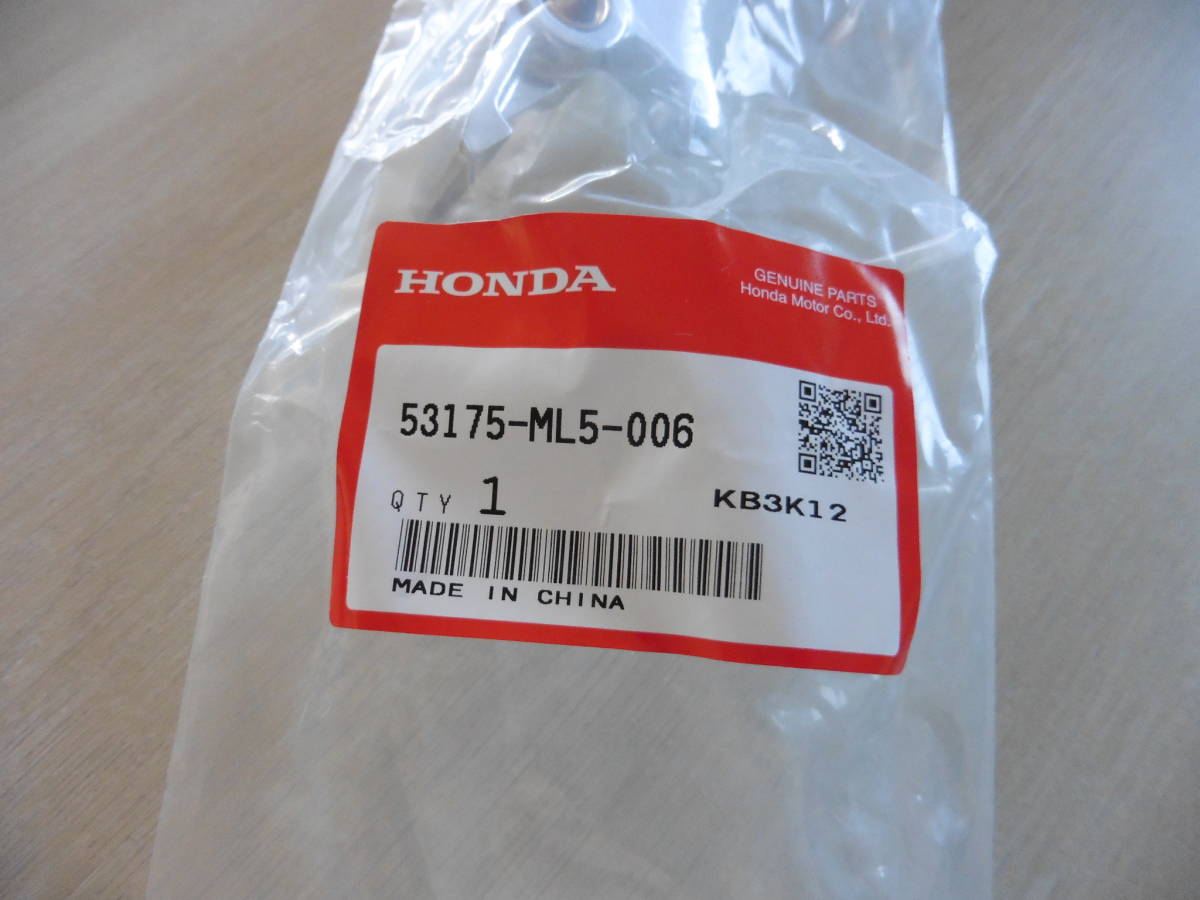 HONDA
GENUINE PARTS
Honda Motor Co., Ltd.
53175-ML5-006
QTY 1
KB3K12
MADE IN CHINA